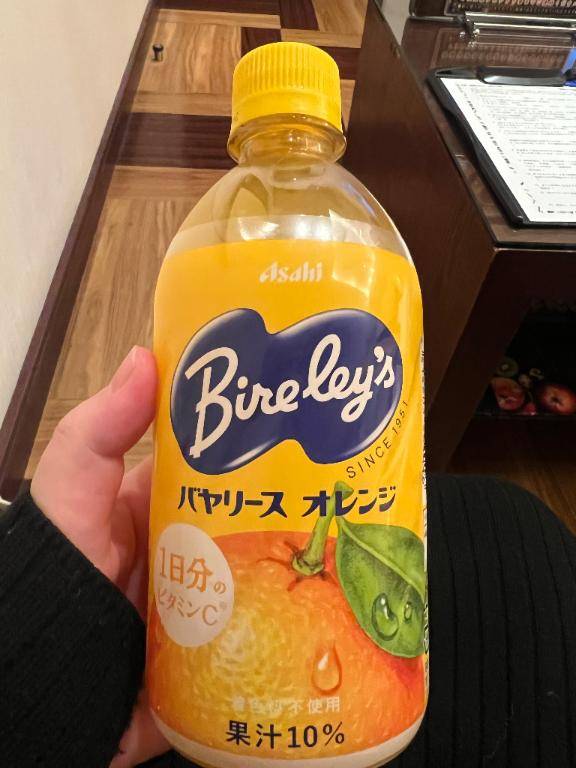 Asahi
Bireley's
SINCE 1951
バヤリース オレンジ
1日分の
ビタミンC
着色料不使用
果汁10%